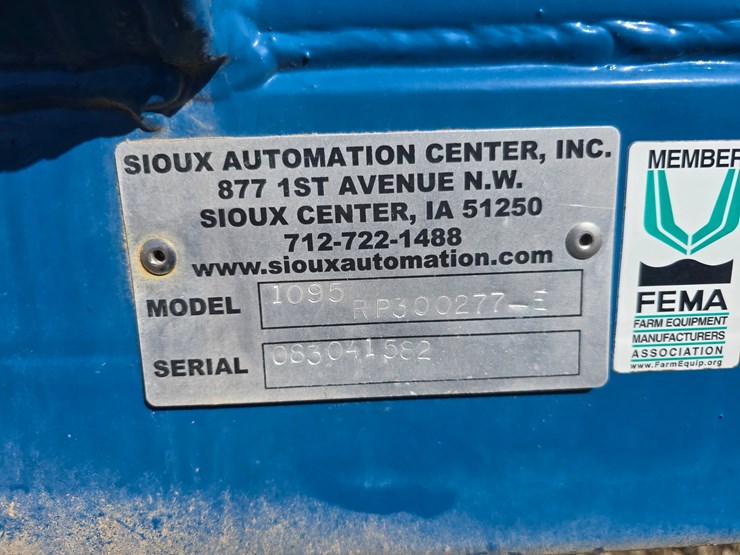 SIOUX AUTOMATION CENTER, INC.
877 1ST AVENUE N.W.
SIOUX CENTER, IA 51250
712-722-1488
www.siouxautomation.com
MODEL 1095 RP300277-E
SERIAL 083041582
MEMBER
FEMA
FARM EQUIPMENT
MANUFACTURERS
ASSOCIATION
www.FarmEquip.org